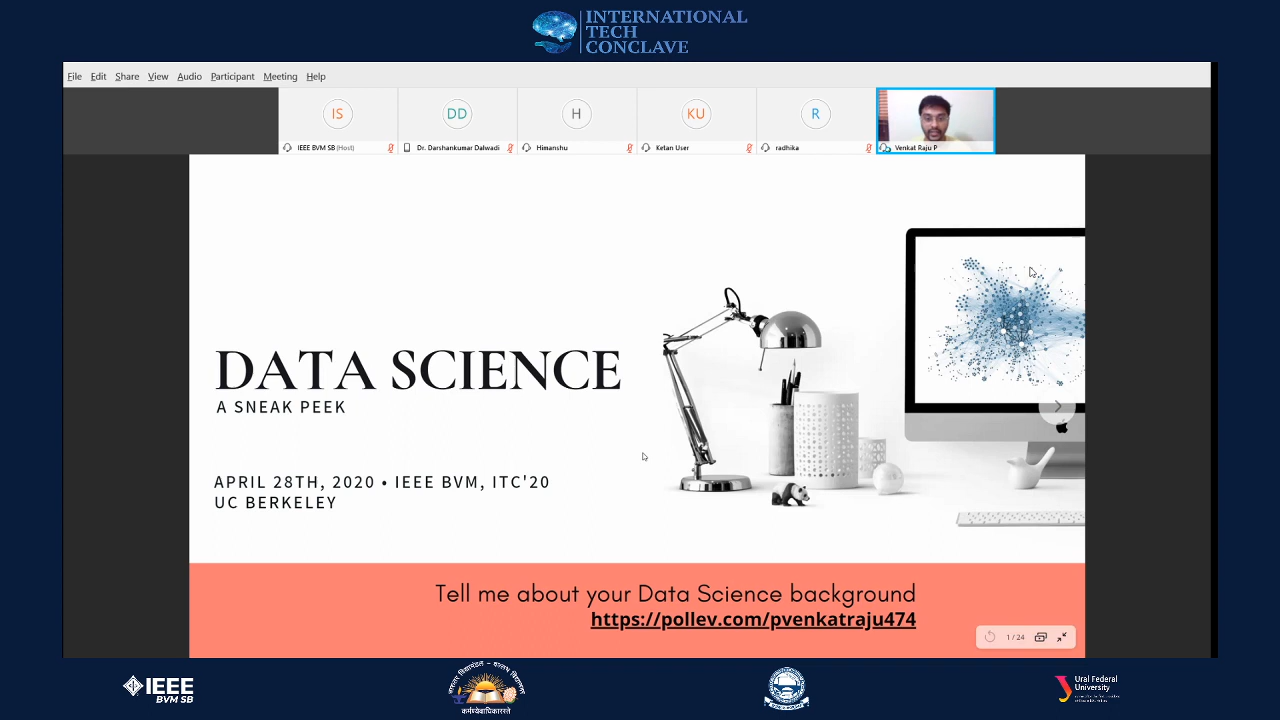 INTERNATIONAL
TECH
CONCLAVE
File Edit Share View Audio Participant Meeting Help
IS DD H KU R
IEEE BVM SB (Host) Dr. Darshankumar Dalwadi Himanshu Ketan User radhika Venkat Raju P
DATA SCIENCE
A SNEAK PEEK
APRIL 28TH, 2020 • IEEE BVM, ITC'20
UC BERKELEY
Tell me about your Data Science background
https://pollev.com/pvenkatraju474
1 / 24
IEEE
BVM SB
कर्मण्येवाधिकारस्ते
Ural Federal
University